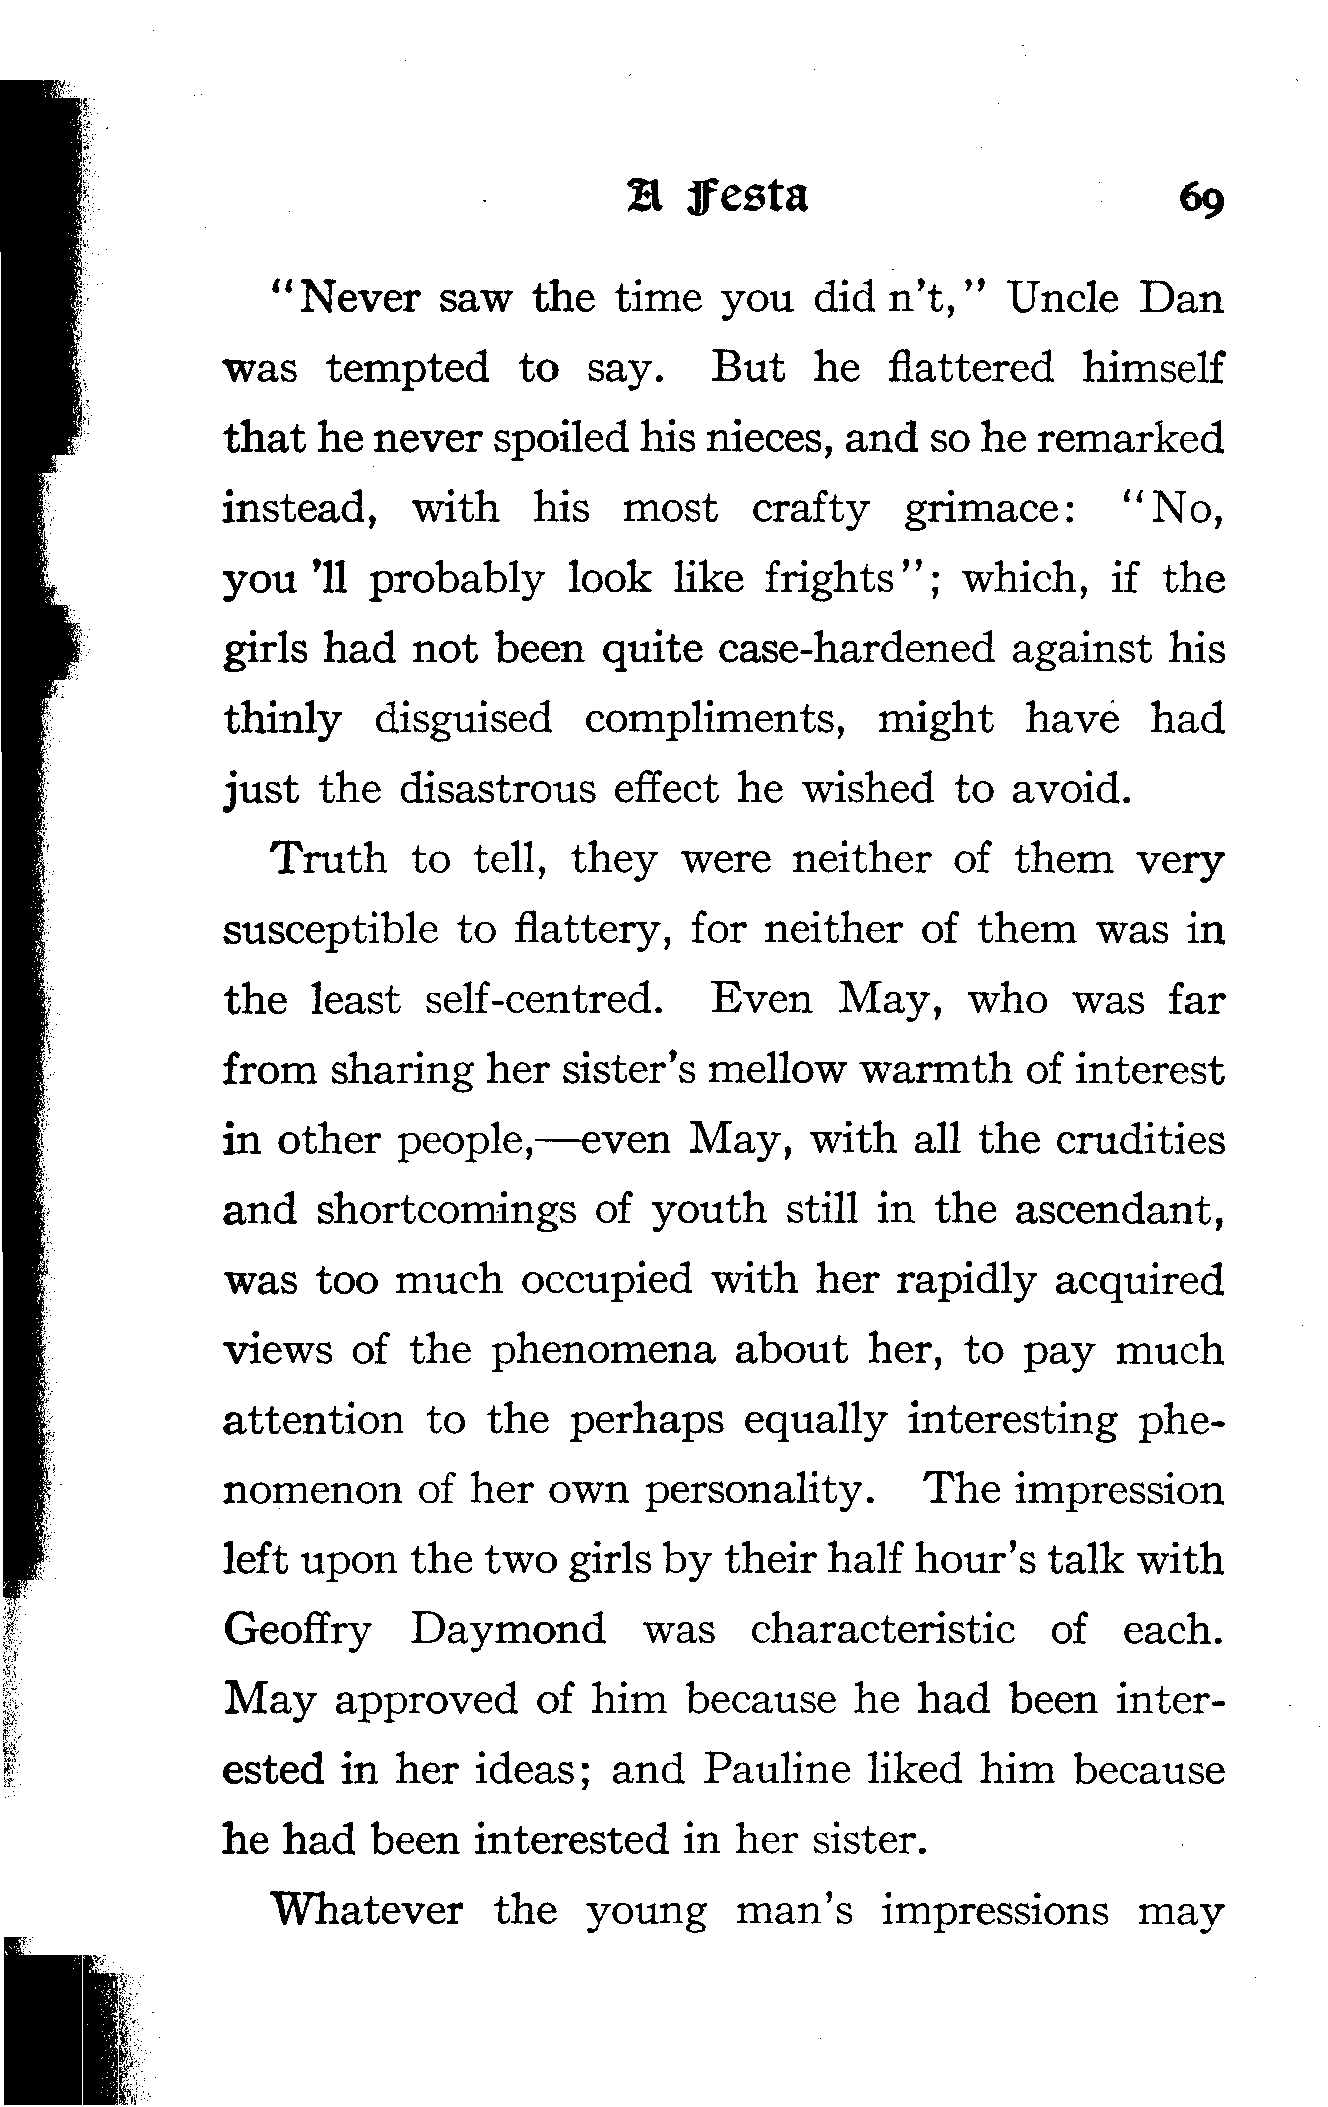 A Festa 69
"Never saw the time you did n't," Uncle Dan
was tempted to say. But he flattered himself
that he never spoiled his nieces, and so he remarked
instead, with his most crafty grimace: "No,
you 'll probably look like frights"; which, if the
girls had not been quite case-hardened against his
thinly disguised compliments, might have had
just the disastrous effect he wished to avoid.
Truth to tell, they were neither of them very
susceptible to flattery, for neither of them was in
the least self-centred. Even May, who was far
from sharing her sister's mellow warmth of interest
in other people,—even May, with all the crudities
and shortcomings of youth still in the ascendant,
was too much occupied with her rapidly acquired
views of the phenomena about her, to pay much
attention to the perhaps equally interesting phe-
nomenon of her own personality. The impression
left upon the two girls by their half hour's talk with
Geoffry Daymond was characteristic of each.
May approved of him because he had been inter-
ested in her ideas; and Pauline liked him because
he had been interested in her sister.
Whatever the young man's impressions may